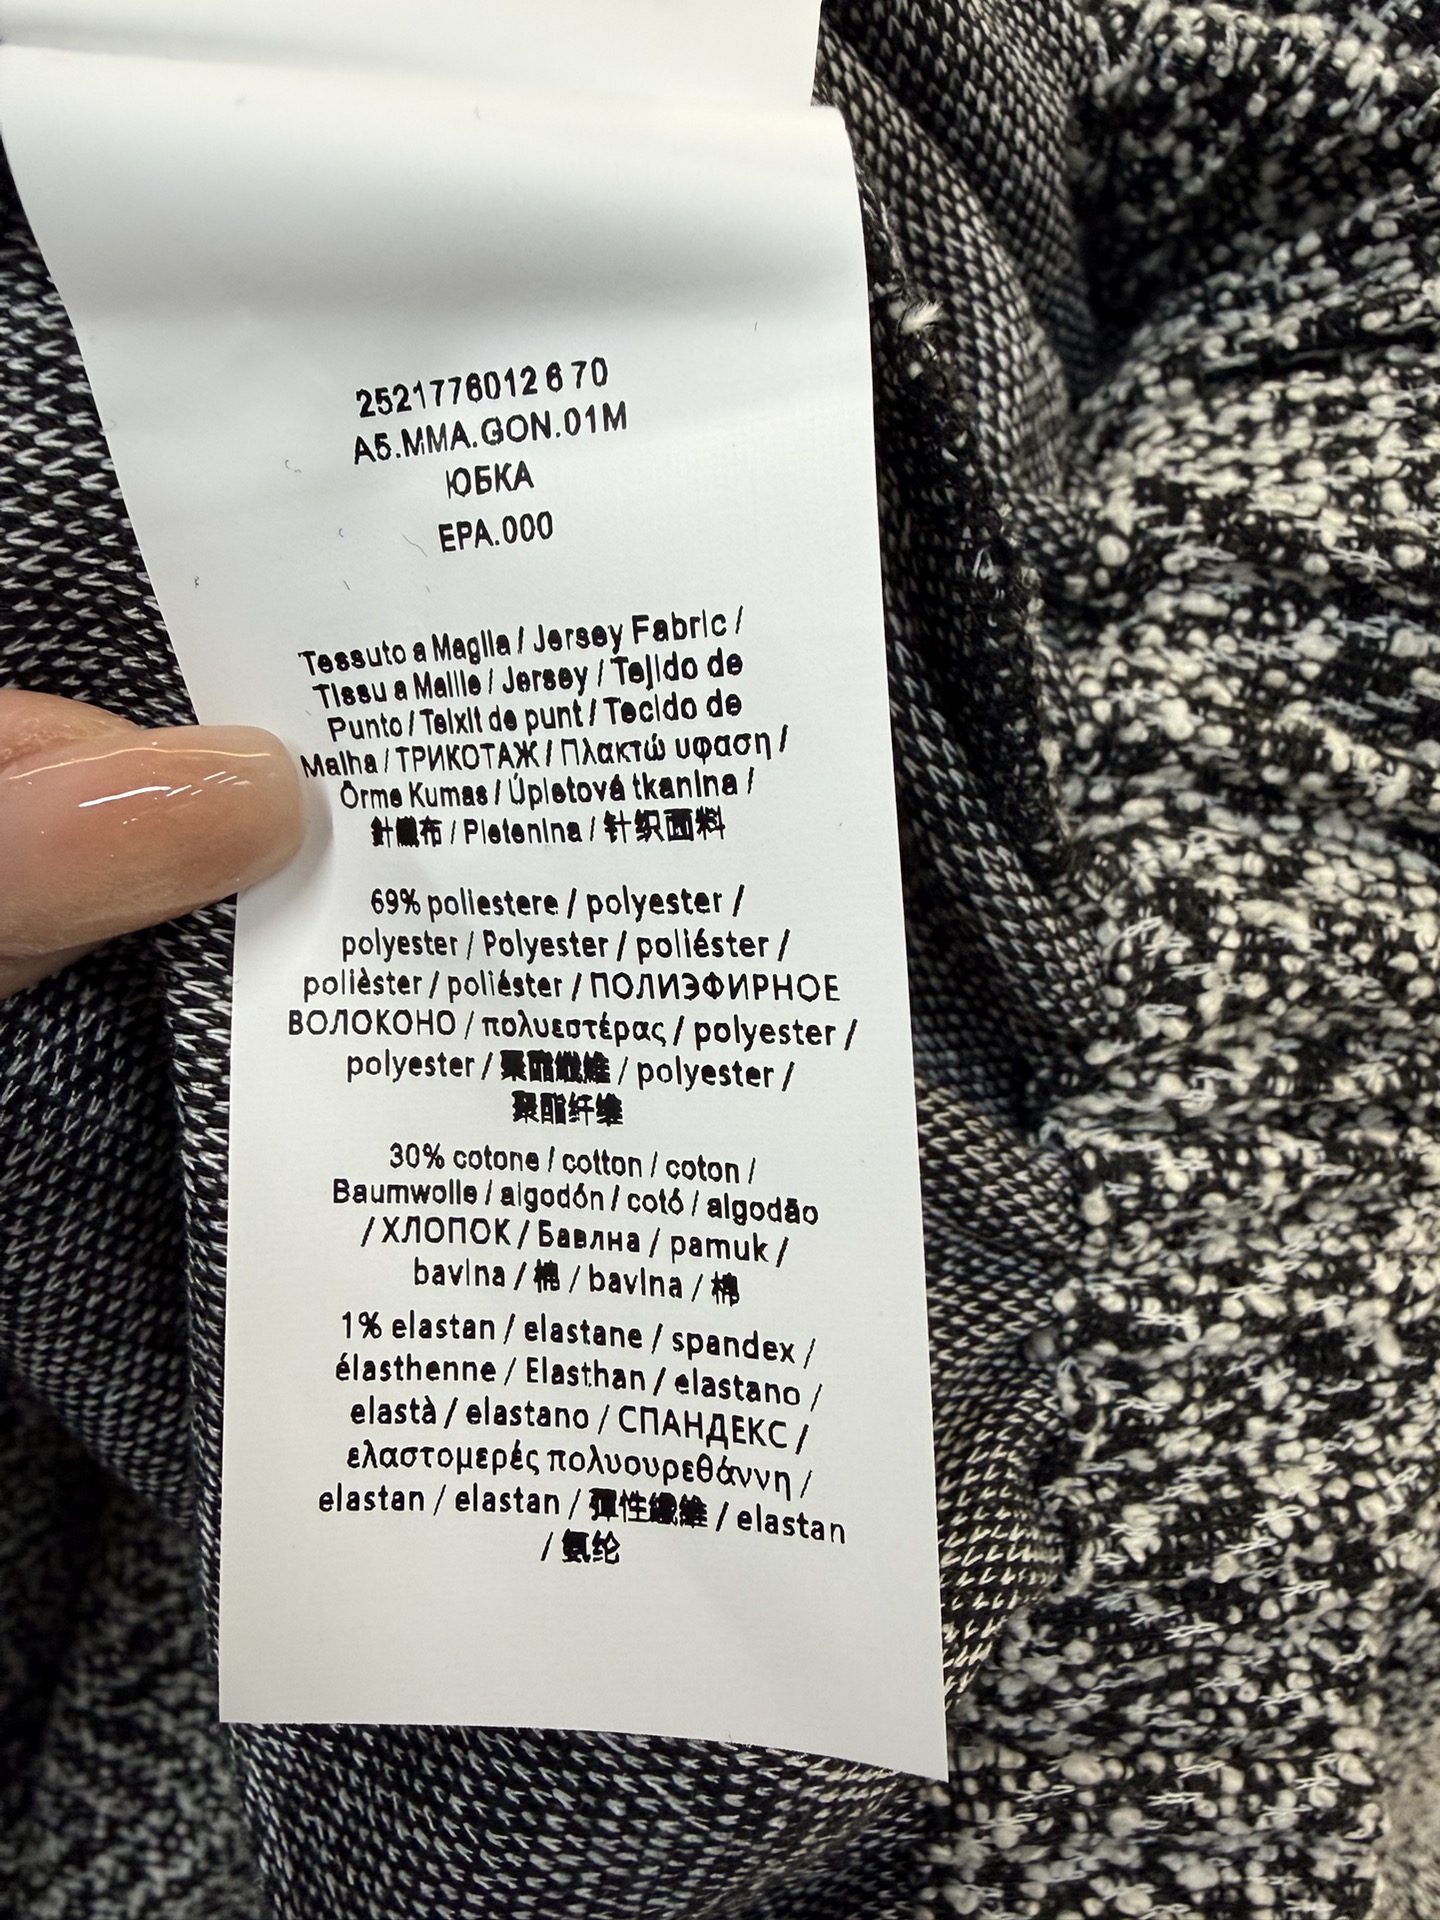 2521776012670
A5.MMA.GON.01M
ЮБКА
EPA.000
Tessuto a Maglia / Jersey Fabric /
Tissu a Maille / Jersey / Tejido de
Punto / Teixit de punt / Tecido de
Malha / ТРИКОТАЖ / Πλακτώ υφαση /
Örme Kumas / Úpletová tkanina /
針織布 / Pletenina / 针织面料
69% poliestere / polyester /
polyester / Polyester / poliéster /
polièster / poliéster / ПОЛИЭФИРНОЕ
ВОЛОКОНО / πολυεστέρας / polyester /
polyester / 聚酯纖維 / polyester /
聚酯纤维
30% cotone / cotton / coton /
Baumwolle / algodón / cotó / algodão
/ ХЛОПОК / Βавлна / pamuk /
bavlna / 棉 / bavlna / 棉
1% elastan / elastane / spandex /
élasthenne / Elasthan / elastano /
elastà / elastano / СПАНДЕКС /
ελαστομερές πολυουρεθάννη /
elastan / elastan / 彈性纖維 / elastan
/ 氨纶